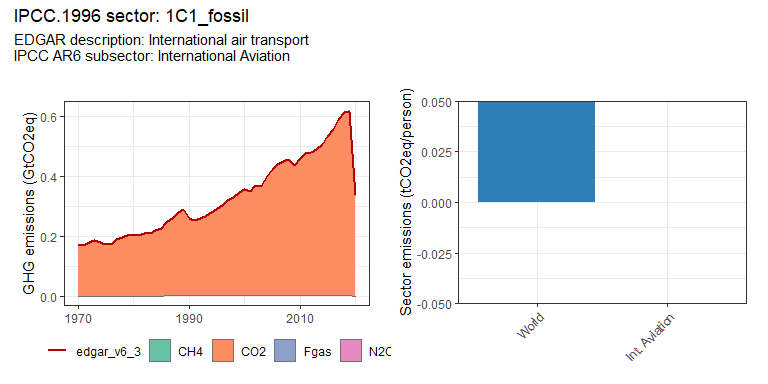 IPCC.1996 sector: 1C1_fossil
EDGAR description: International air transport
IPCC AR6 subsector: International Aviation
GHG emissions (GtCO2eq)
0.6
0.4
0.2
0.0
1970
1990
2010
edgar_v6_3
CH4
CO2
Fgas
N2O
Sector emissions (tCO2eq/person)
0.050
0.025
0.000
-0.025
-0.050
World
Int. Aviation